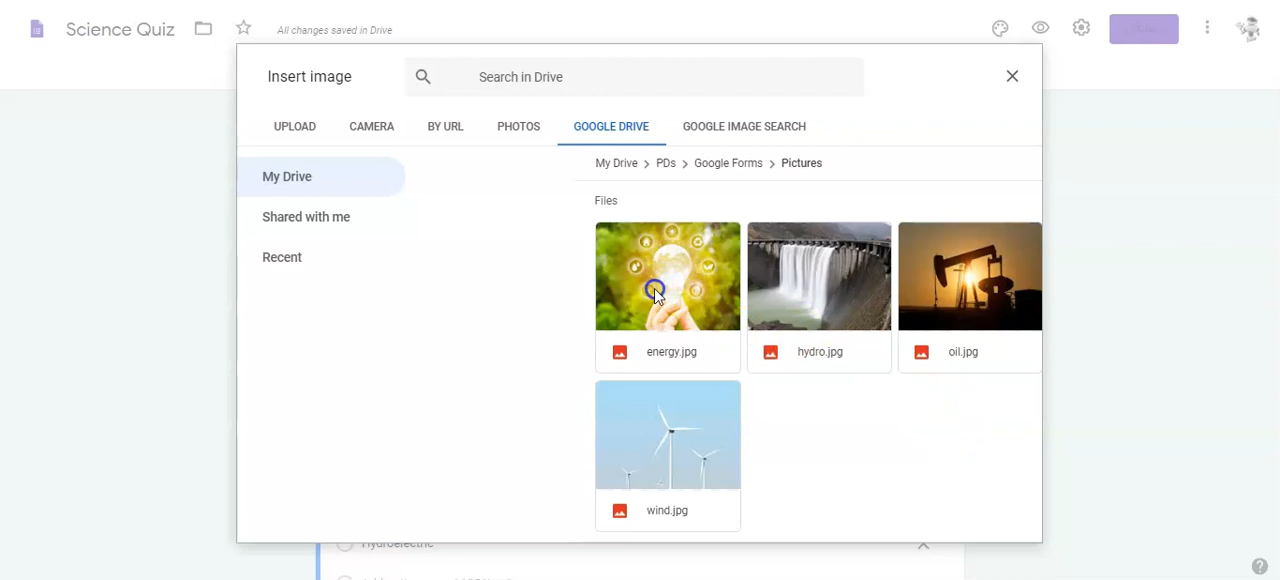 Science Quiz
All changes saved in Drive
Insert image
Search in Drive
UPLOAD CAMERA BY URL PHOTOS GOOGLE DRIVE GOOGLE IMAGE SEARCH
My Drive
Shared with me
Recent
My Drive > PDs > Google Forms > Pictures
Files
energy.jpg
hydro.jpg
oil.jpg
wind.jpg
Hydroelectric